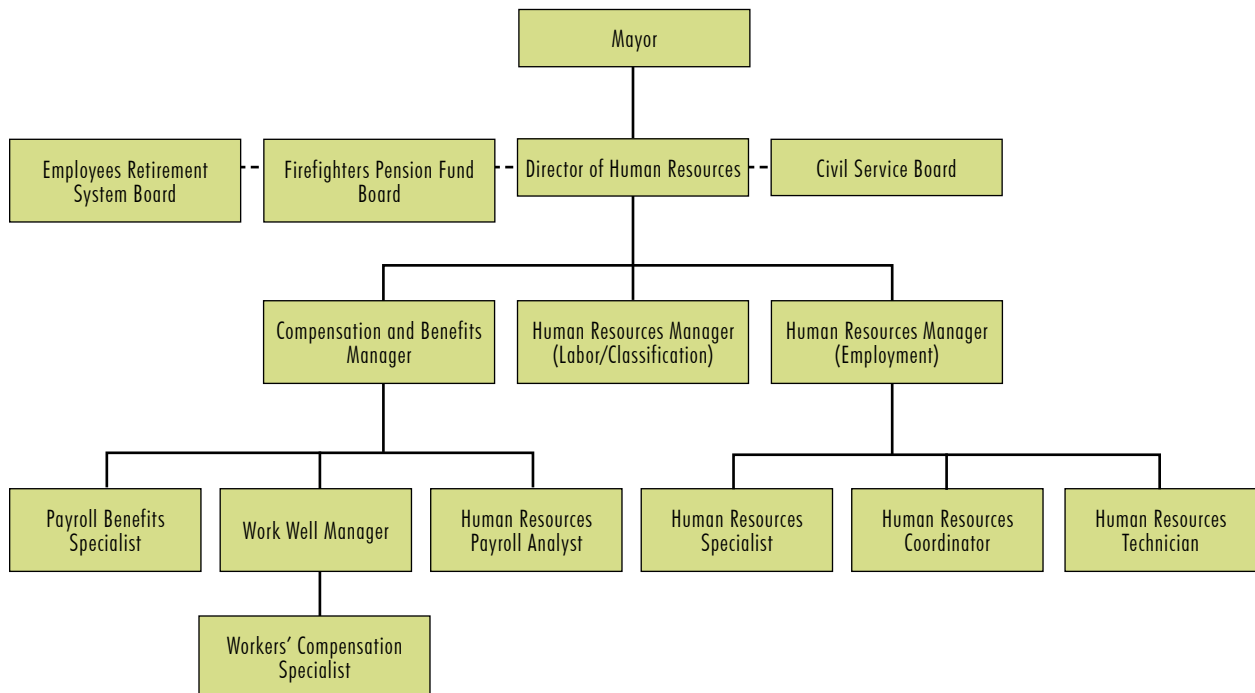 Mayor
Employees Retirement
System Board
Firefighters Pension Fund
Board
Director of Human Resources
Civil Service Board
Compensation and Benefits
Manager
Human Resources Manager
(Labor/Classification)
Human Resources Manager
(Employment)
Payroll Benefits
Specialist
Work Well Manager
Human Resources
Payroll Analyst
Human Resources
Specialist
Human Resources
Coordinator
Human Resources
Technician
Workers’ Compensation
Specialist